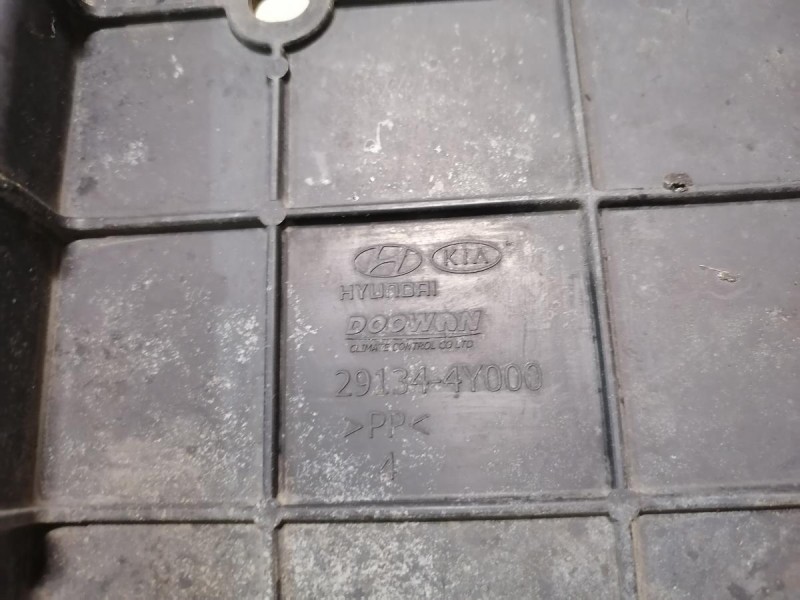 KIA
HYUNDAI
DOOWON
CLIMATE CONTROL CO LTD
29134-4Y000
>PP<
4